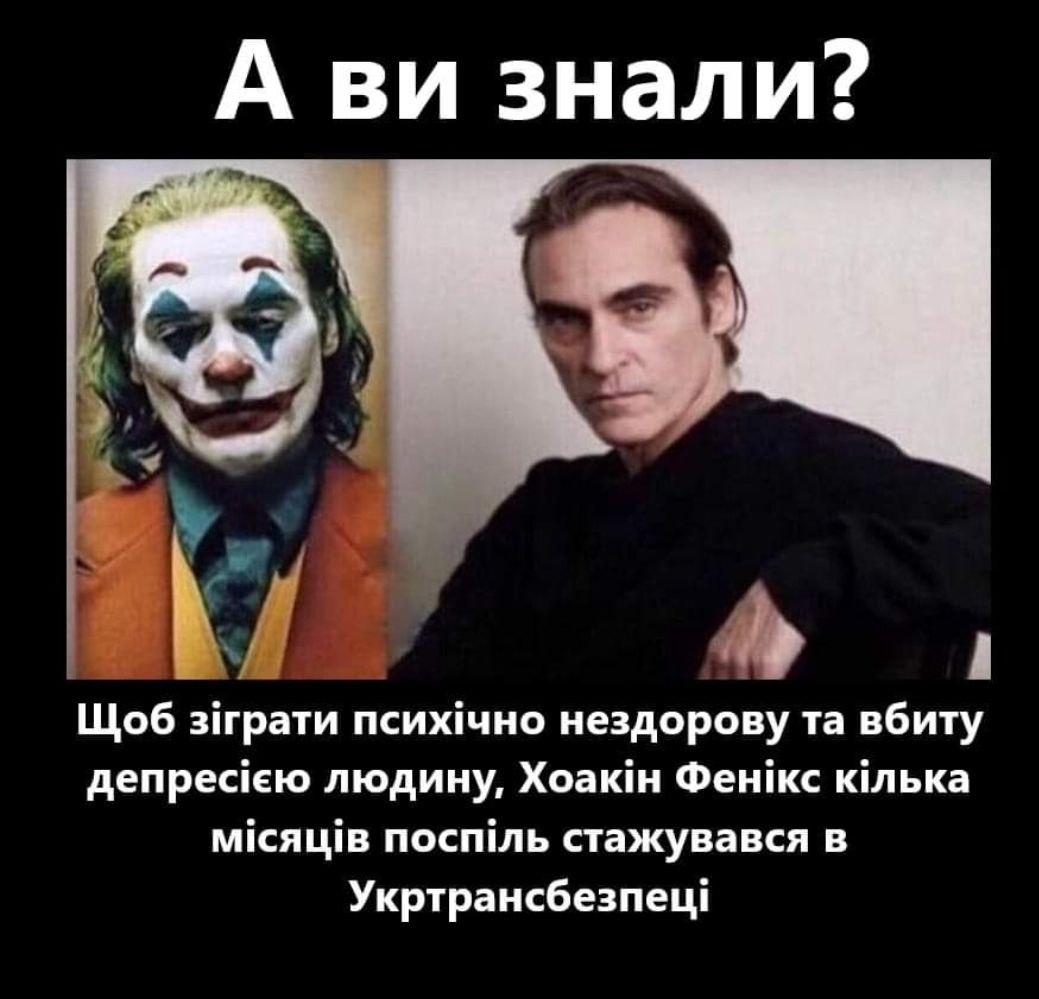 А ви знали?
Щоб зіграти психічно нездорову та вбиту
депресією людину, Хоакін Фенікс кілька
місяців поспіль стажувався в
Укртрансбезпеці